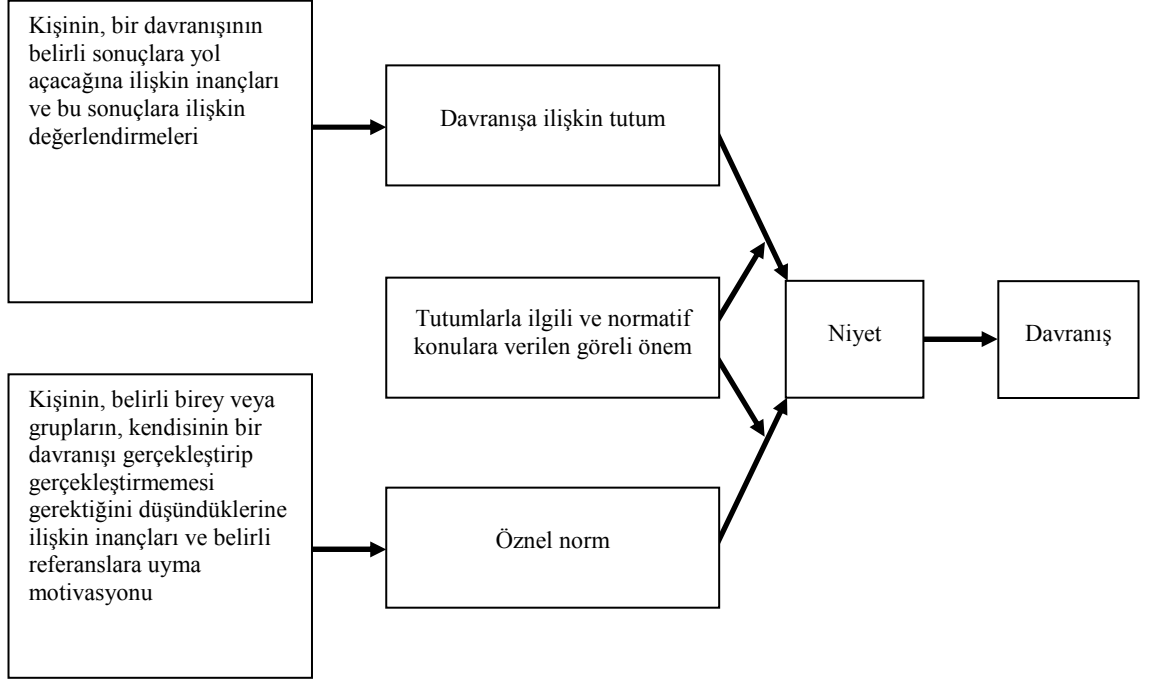 Kişinin, bir davranışının
belirli sonuçlara yol
açacağına ilişkin inançları
ve bu sonuçlara ilişkin
değerlendirmeleri
Davranışa ilişkin tutum
Tutumlarla ilgili ve normatif
konulara verilen göreli önem
Niyet
Davranış
Kişinin, belirli birey veya
grupların, kendisinin bir
davranışı gerçekleştirip
gerçekleştirmemesi
gerektiğini düşündüklerine
ilişkin inançları ve belirli
referanslara uyma
motivasyonu
Öznel norm